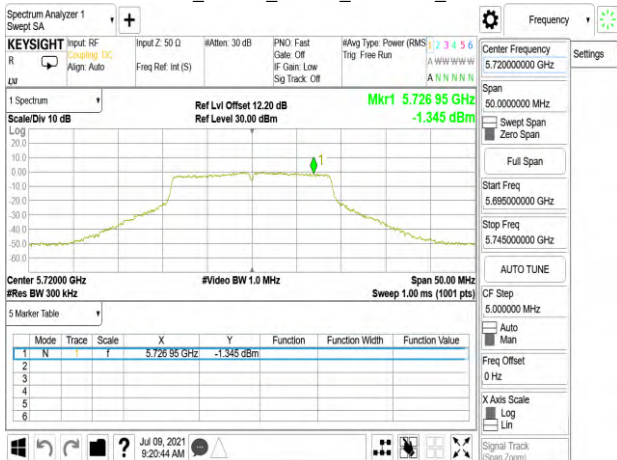 Spectrum Analyzer 1
Swept SA
+
Frequency
KEYSIGHT
R
LXI
Input: RF
Coupling: DC
Align: Auto
Input Z: 50 Ω
Freq Ref: Int (S)
#Atten: 30 dB
PNO: Fast
Gate: Off
IF Gain: Low
Sig Track: Off
#Avg Type: Power (RMS
Trig: Free Run
1 2 3 4 5 6
A WW WW W
A N N N N N
1 Spectrum
Scale/Div 10 dB
Ref Lvl Offset 12.20 dB
Ref Level 30.00 dBm
Mkr1 5.726 95 GHz
-1.345 dBm
Log
20.0
10.0
0.00
-10.0
-20.0
-30.0
-40.0
-50.0
-60.0
1
Center 5.72000 GHz
#Res BW 300 kHz
#Video BW 1.0 MHz
Span 50.00 MHz
Sweep 1.00 ms (1001 pts)
5 Marker Table
Mode Trace Scale X Y Function Function Width Function Value
1 N 1 f 5.726 95 GHz -1.345 dBm
2
3
4
5
6
Jul 09, 2021
9:20:44 AM
Center Frequency
5.720000000 GHz
Settings
Span
50.0000000 MHz
Swept Span
Zero Span
Full Span
Start Freq
5.695000000 GHz
Stop Freq
5.745000000 GHz
AUTO TUNE
CF Step
5.000000 MHz
Auto
Man
Freq Offset
0 Hz
X Axis Scale
Log
Lin
Signal Track
(Span Zoom)